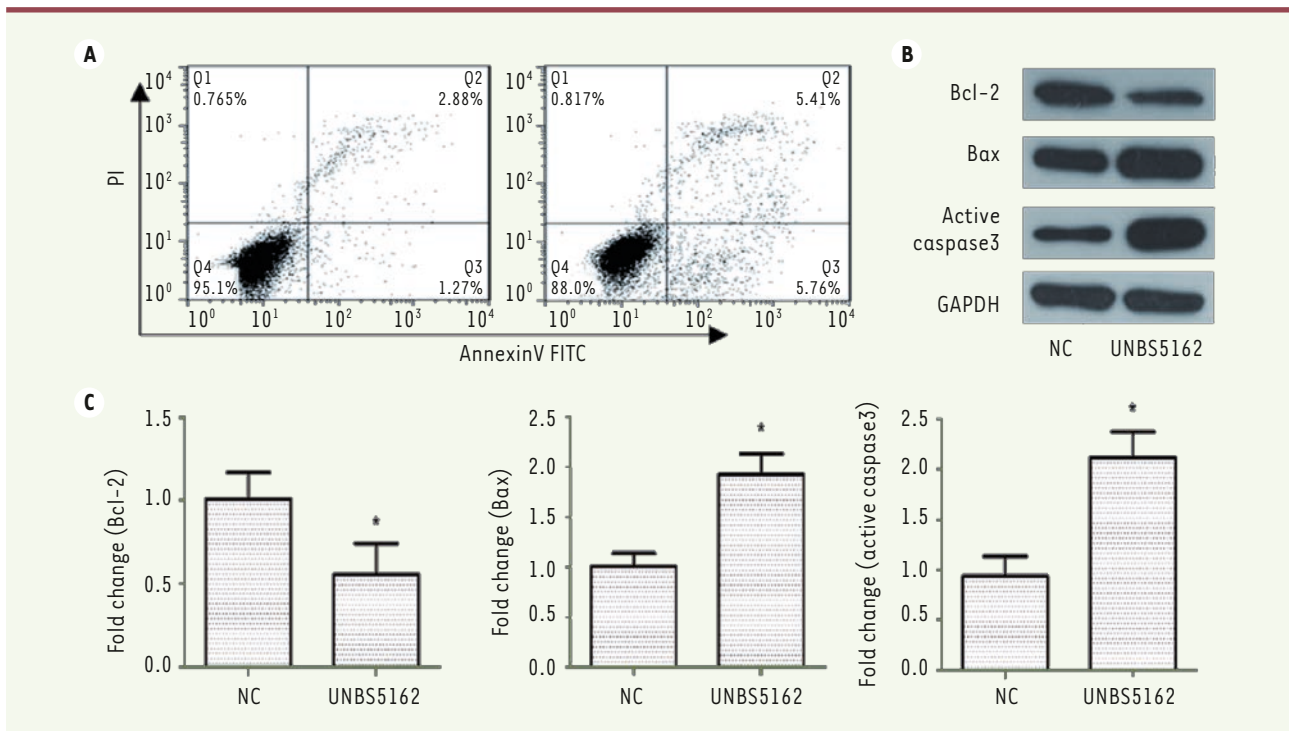 A
Q1
0.765%
Q2
2.88%
Q4
95.1%
Q3
1.27%
10^4
10^3
10^2
10^1
10^0
10^0 10^1 10^2 10^3 10^4
PI
Q1
0.817%
Q2
5.41%
Q4
88.0%
Q3
5.76%
10^4
10^3
10^2
10^1
10^0
10^0 10^1 10^2 10^3 10^4
AnnexinV FITC
B
Bcl-2
Bax
Active
caspase3
GAPDH
NC UNBS5162
C
Fold change (Bcl-2)
1.5
1.0
0.5
0.0
*
NC UNBS5162
Fold change (Bax)
2.5
2.0
1.5
1.0
0.5
0.0
*
NC UNBS5162
Fold change (active caspase3)
2.5
2.0
1.5
1.0
0.5
0.0
*
NC UNBS5162